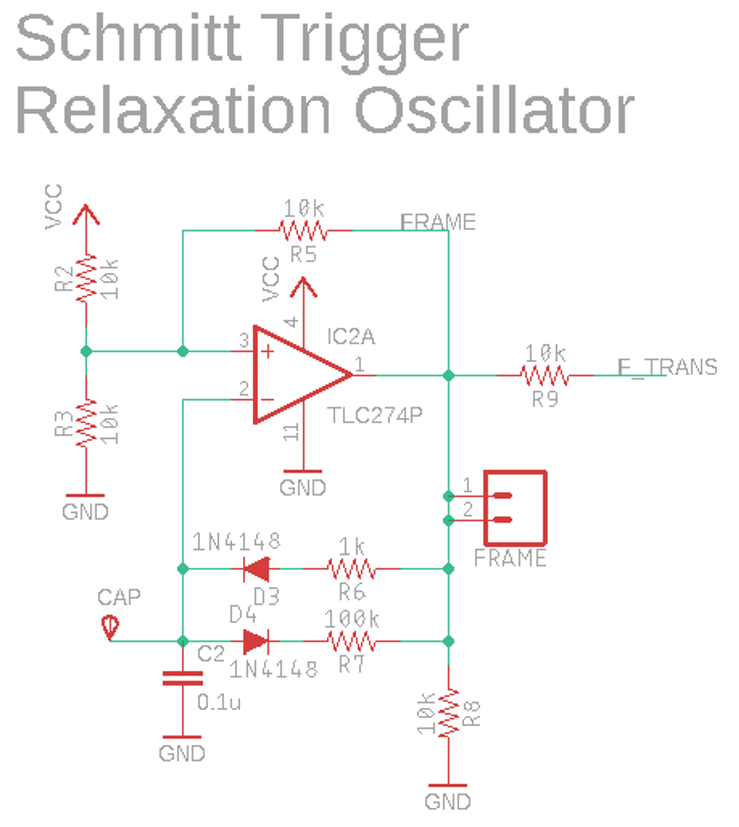 Schmitt Trigger
Relaxation Oscillator
VCC
10k
FRAME
R5
R2
10k
VCC
4
IC2A
3
+
1
10k
F_TRANS
2
-
R9
R3
10k
TLC274P
11
GND
GND
1
2
FRAME
1N4148
1k
D3
R6
CAP
D4
100k
C2
1N4148
R7
0.1u
10k
R8
GND
GND